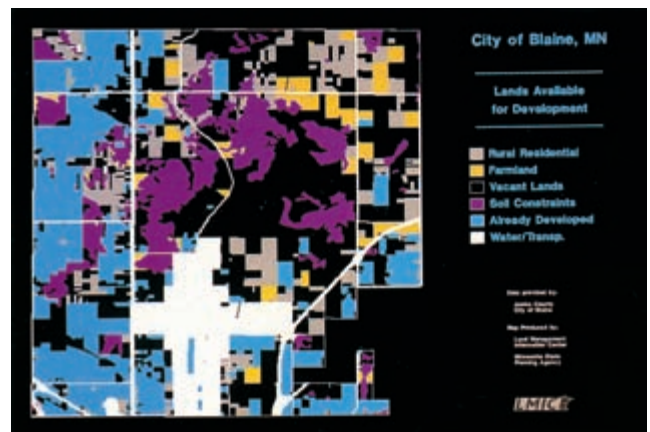 City of Blaine, MN
Lands Available
for Development
Rural Residential
Farmland
Vacant Lands
Soil Constraints
Already Developed
Water/Transp.
Data provided by:
Anoka County
City of Blaine
Map Produced by:
Land Management
Information Center
Minnesota State
Planning Agency
LMIC